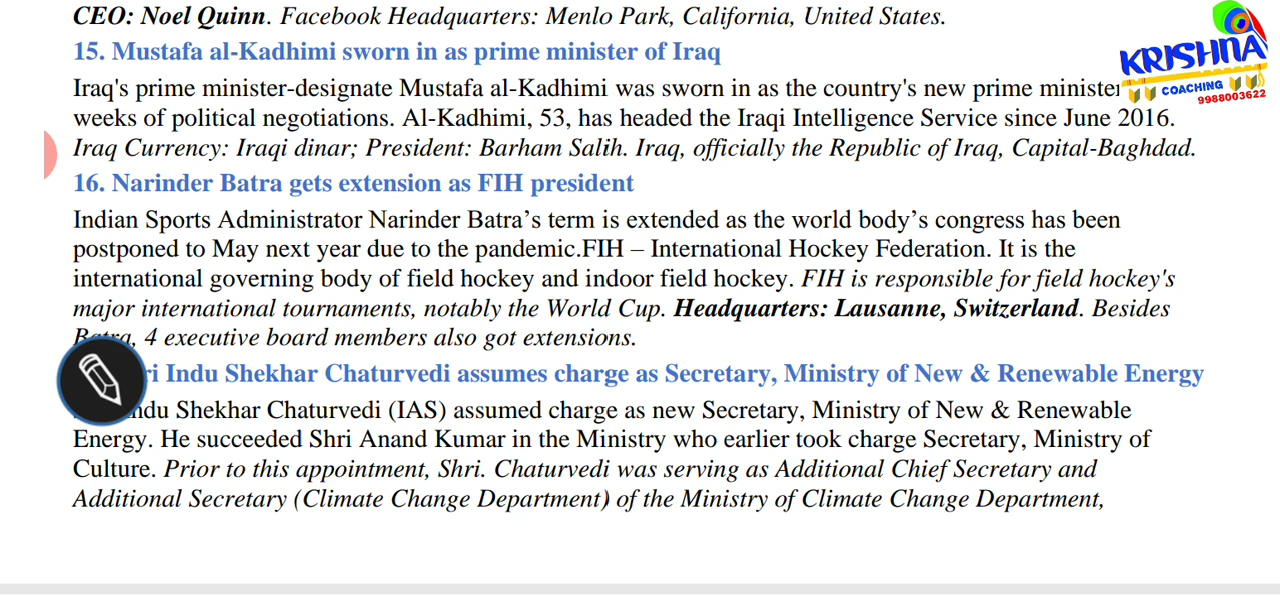 CEO: Noel Quinn. Facebook Headquarters: Menlo Park, California, United States.
15. Mustafa al-Kadhimi sworn in as prime minister of Iraq
KRISHNA
COACHING
9988003622
Iraq's prime minister-designate Mustafa al-Kadhimi was sworn in as the country's new prime minister
weeks of political negotiations. Al-Kadhimi, 53, has headed the Iraqi Intelligence Service since June 2016.
Iraq Currency: Iraqi dinar; President: Barham Salih. Iraq, officially the Republic of Iraq, Capital-Baghdad.
16. Narinder Batra gets extension as FIH president
Indian Sports Administrator Narinder Batra’s term is extended as the world body’s congress has been
postponed to May next year due to the pandemic.FIH – International Hockey Federation. It is the
international governing body of field hockey and indoor field hockey. FIH is responsible for field hockey's
major international tournaments, notably the World Cup. Headquarters: Lausanne, Switzerland. Besides
Batra, 4 executive board members also got extensions.
Indu Shekhar Chaturvedi assumes charge as Secretary, Ministry of New & Renewable Energy
Shekhar Chaturvedi (IAS) assumed charge as new Secretary, Ministry of New & Renewable
Energy. He succeeded Shri Anand Kumar in the Ministry who earlier took charge Secretary, Ministry of
Culture. Prior to this appointment, Shri. Chaturvedi was serving as Additional Chief Secretary and
Additional Secretary (Climate Change Department) of the Ministry of Climate Change Department,